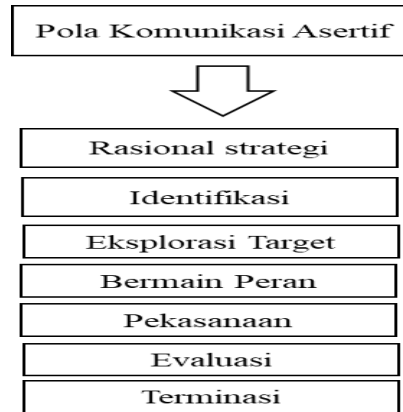 Pola Komunikasi Asertif
Rasional strategi
Identifikasi
Eksplorasi Target
Bermain Peran
Pekasanaan
Evaluasi
Terminasi